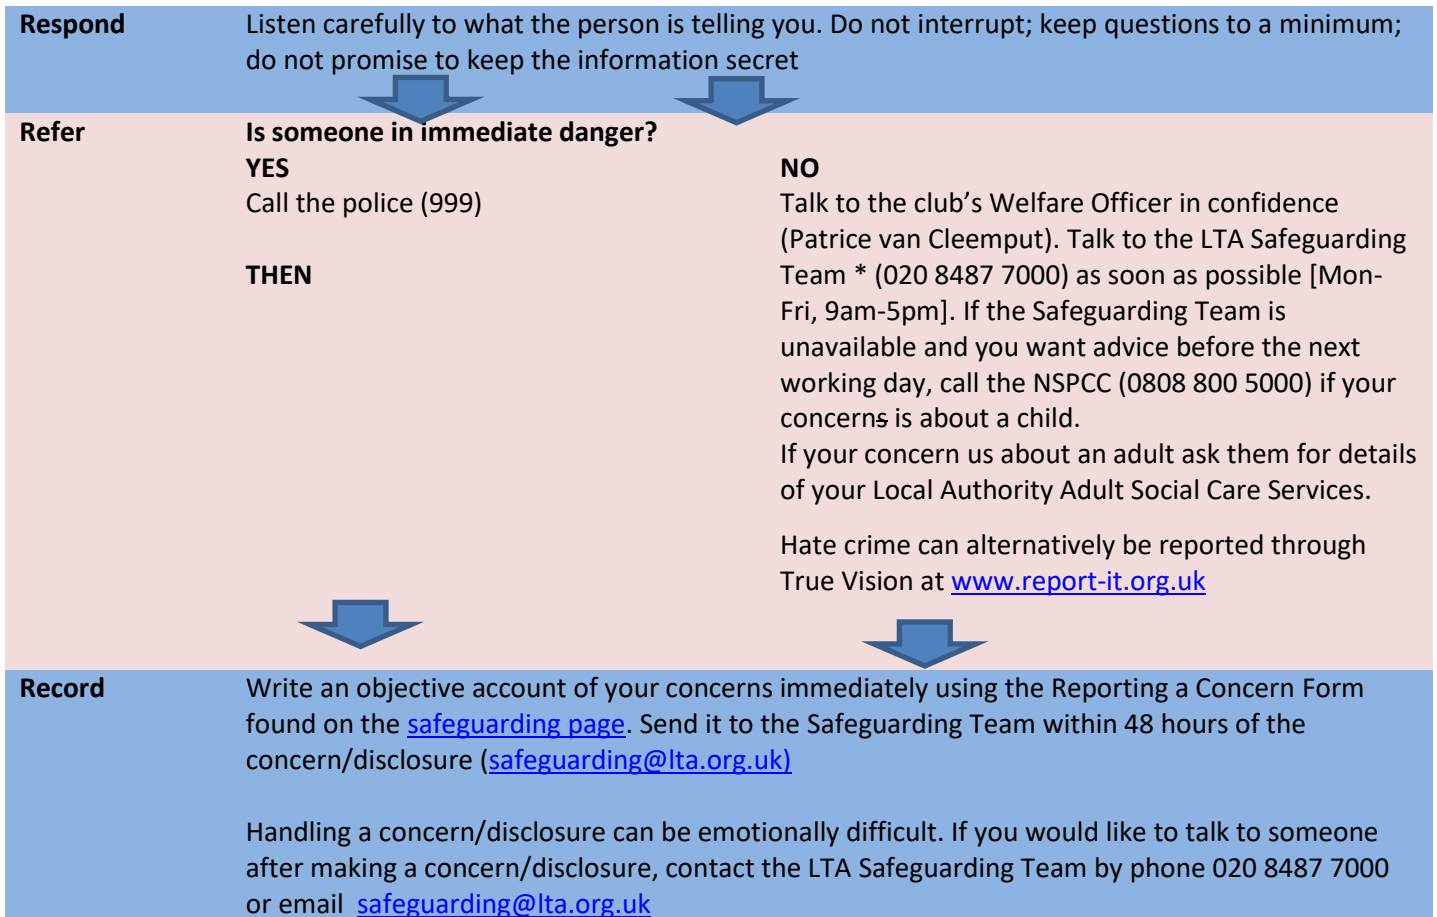 Respond
Listen carefully to what the person is telling you. Do not interrupt; keep questions to a minimum;
do not promise to keep the information secret
Refer
Is someone in immediate danger?
YES
Call the police (999)
THEN
NO
Talk to the club’s Welfare Officer in confidence
(Patrice van Cleemput). Talk to the LTA Safeguarding
Team * (020 8487 7000) as soon as possible [Mon-
Fri, 9am-5pm]. If the Safeguarding Team is
unavailable and you want advice before the next
working day, call the NSPCC (0808 800 5000) if your
concerns is about a child.
If your concern us about an adult ask them for details
of your Local Authority Adult Social Care Services.
Hate crime can alternatively be reported through
True Vision at www.report-it.org.uk
Record
Write an objective account of your concerns immediately using the Reporting a Concern Form
found on the safeguarding page. Send it to the Safeguarding Team within 48 hours of the
concern/disclosure (safeguarding@lta.org.uk)
Handling a concern/disclosure can be emotionally difficult. If you would like to talk to someone
after making a concern/disclosure, contact the LTA Safeguarding Team by phone 020 8487 7000
or email safeguarding@lta.org.uk